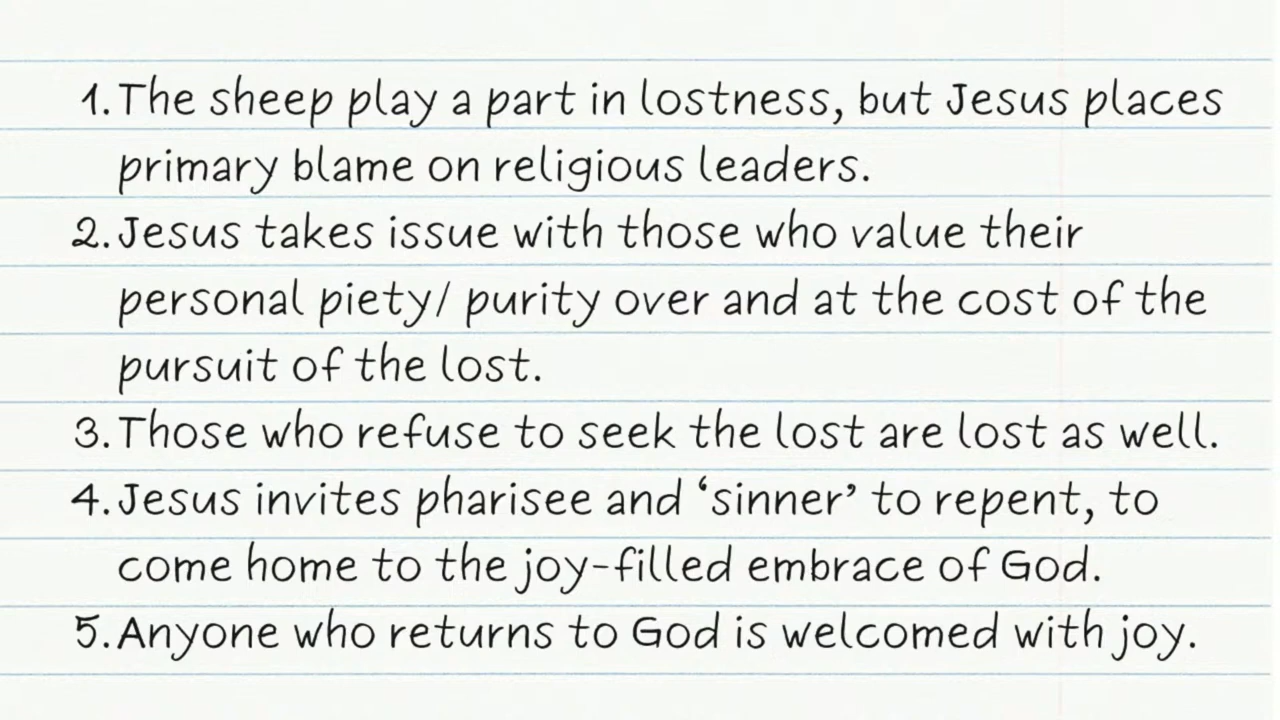 1. The sheep play a part in lostness, but Jesus places
primary blame on religious leaders.
2. Jesus takes issue with those who value their
personal piety/ purity over and at the cost of the
pursuit of the lost.
3. Those who refuse to seek the lost are lost as well.
4. Jesus invites pharisee and ‘sinner’ to repent, to
come home to the joy-filled embrace of God.
5. Anyone who returns to God is welcomed with joy.